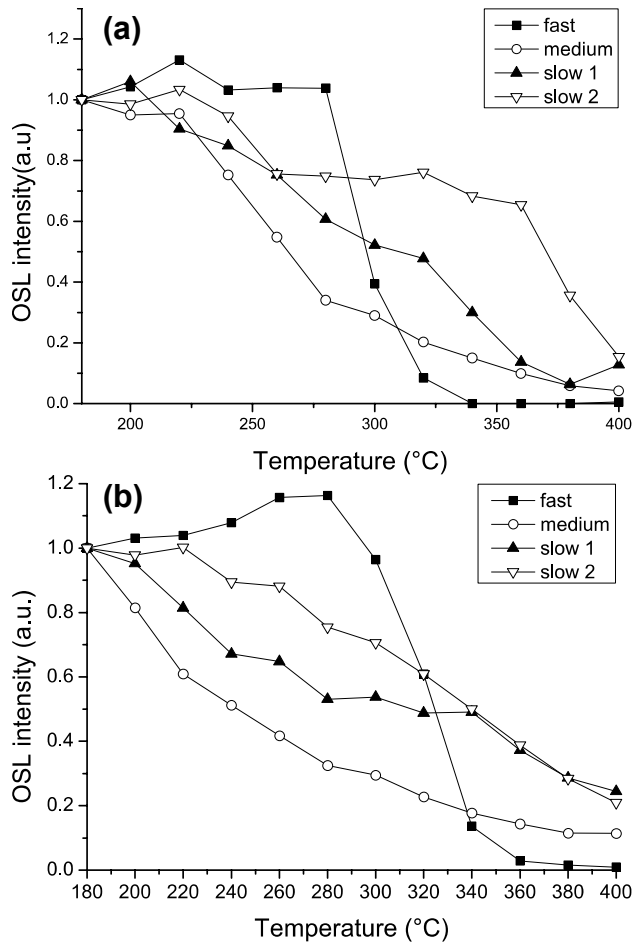 (a)
fast
medium
slow 1
slow 2
1.2
1.0
0.8
0.6
0.4
0.2
0.0
OSL intensity(a.u)
200 250 300 350 400
Temperature (°C)
(b)
fast
medium
slow 1
slow 2
1.2
1.0
0.8
0.6
0.4
0.2
0.0
OSL intensity (a.u.)
180 200 220 240 260 280 300 320 340 360 380 400
Temperature (°C)